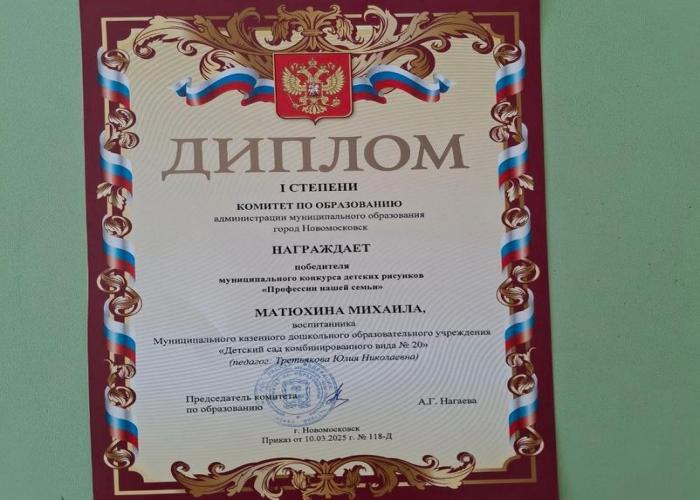 ДИПЛОМ
I СТЕПЕНИ
КОМИТЕТ ПО ОБРАЗОВАНИЮ
администрации муниципального образования
город Новомосковск
НАГРАЖДАЕТ
победителя
муниципального конкурса детских рисунков
«Профессии нашей семьи»
МАТЮХИНА МИХАИЛА,
воспитанника
Муниципального казенного дошкольного образовательного учреждения
«Детский сад комбинированного вида № 20»
(педагог. Третьякова Юлия Николаевна)
Председатель комитета
по образованию
А.Г. Нагаева
г. Новомосковск
Приказ от 10.03.2025 г. № 118-Д